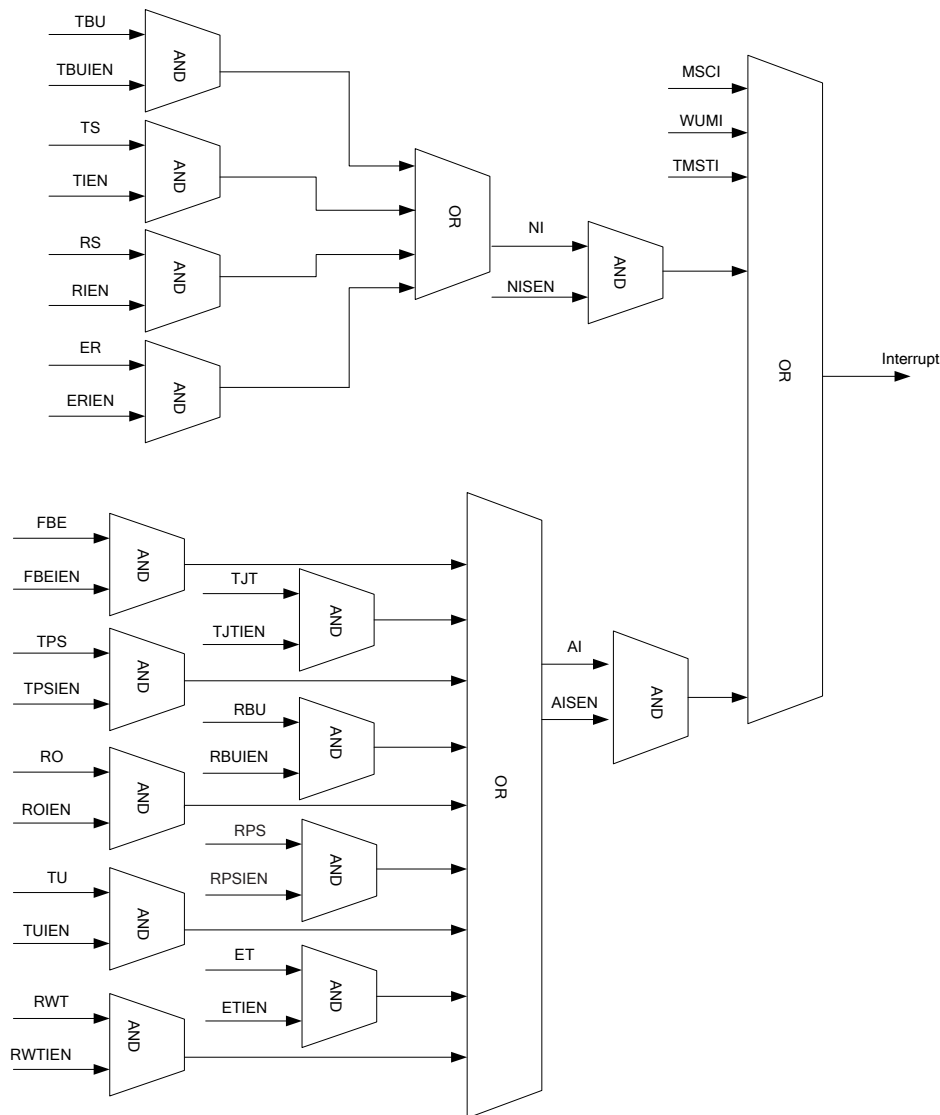 TBU
TBUIEN
AND
TS
TIEN
AND
RS
RIEN
AND
ER
ERIEN
AND
OR
NI
NISEN
AND
MSCI
WUMI
TMSTI
OR
Interrupt
FBE
FBEIEN
AND
TJT
TJTIEN
AND
TPS
TPSIEN
AND
RBU
RBUIEN
AND
RO
ROIEN
AND
RPS
RPSIEN
AND
TU
TUIEN
AND
ET
ETIEN
AND
RWT
RWTIEN
AND
OR
AI
AISEN
AND